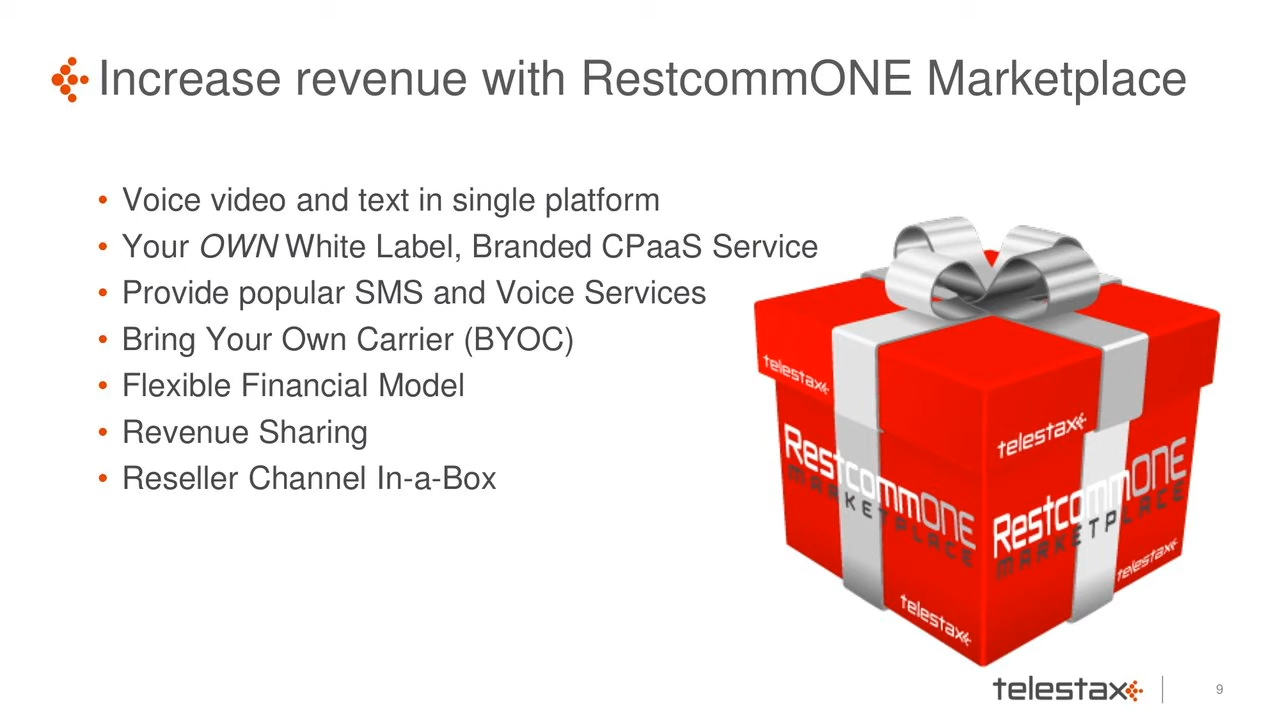 Increase revenue with RestcommONE Marketplace
• Voice video and text in single platform
• Your OWN White Label, Branded CPaaS Service
• Provide popular SMS and Voice Services
• Bring Your Own Carrier (BYOC)
• Flexible Financial Model
• Revenue Sharing
• Reseller Channel In-a-Box
telestax
telestax
RestcommONE
MARKETPLACE
RestcommONE
MARKETPLACE
telestax
telestax
telestax
9